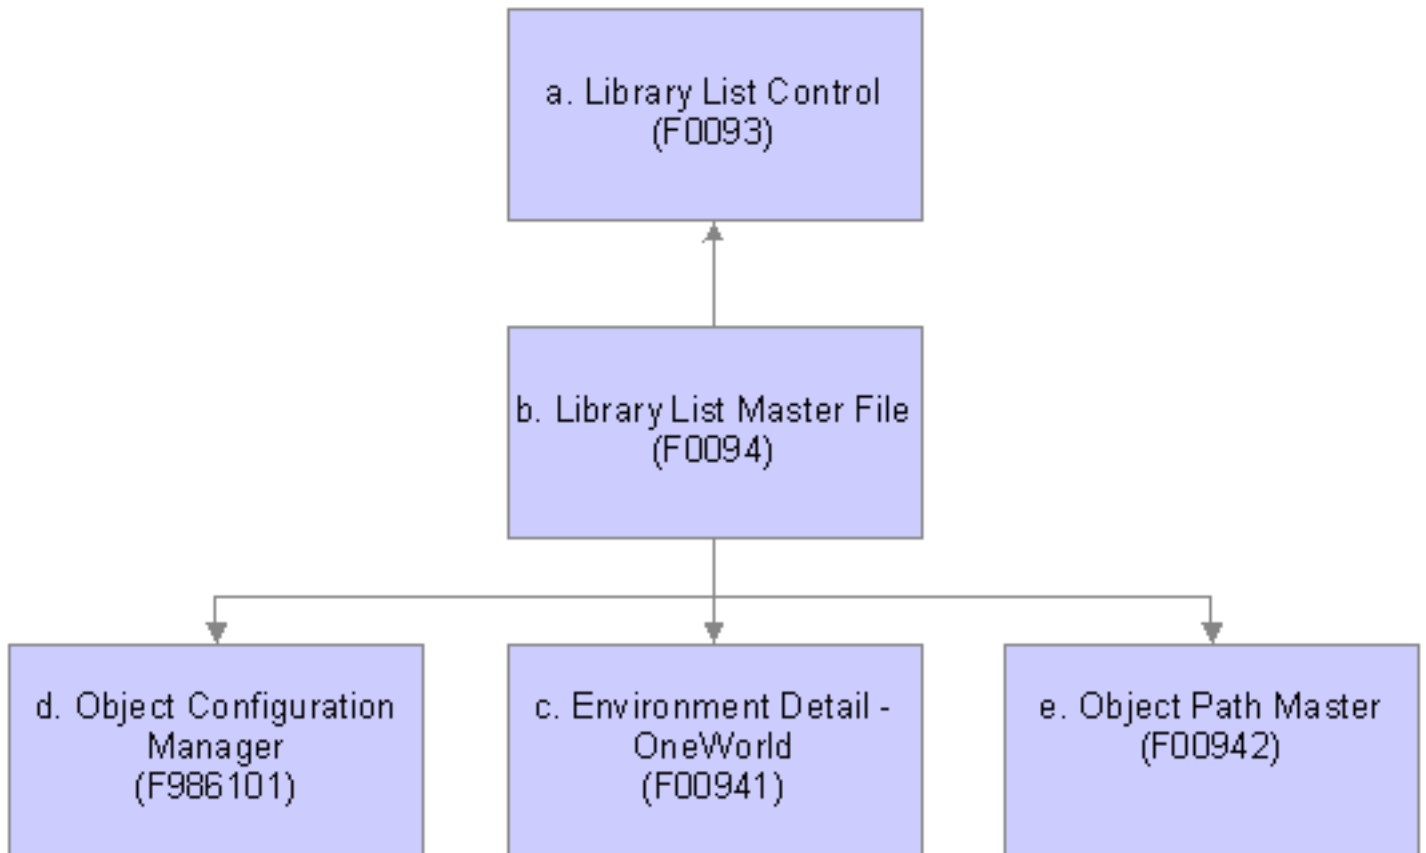 a. Library List Control
(F0093)
b. Library List Master File
(F0094)
d. Object Configuration
Manager
(F986101)
c. Environment Detail -
OneWorld
(F00941)
e. Object Path Master
(F00942)